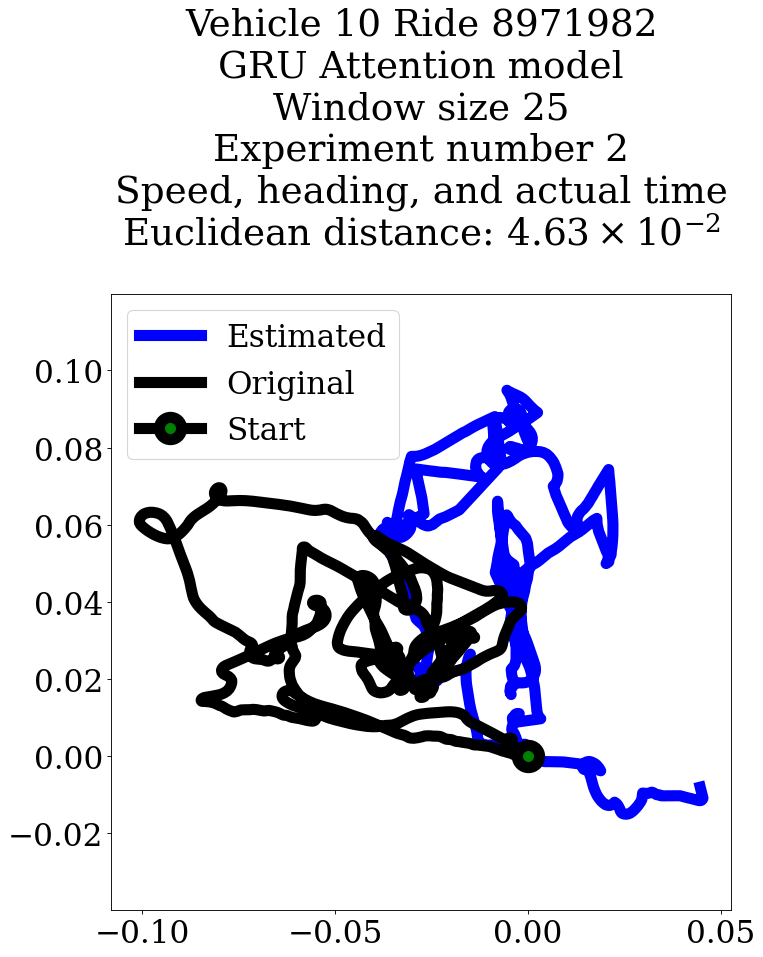 Vehicle 10 Ride 8971982
GRU Attention model
Window size 25
Experiment number 2
Speed, heading, and actual time
Euclidean distance: 4.63 × 10⁻²
Estimated
Original
Start
0.10
0.08
0.06
0.04
0.02
0.00
−0.02
−0.10
−0.05
0.00
0.05